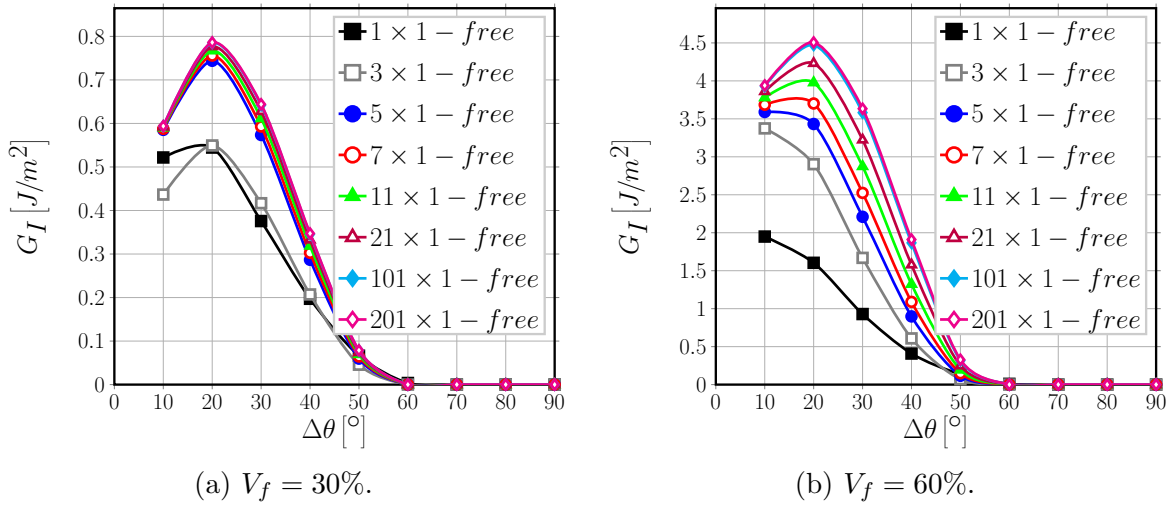 0.8
0.7
0.6
0.5
0.4
0.3
0.2
0.1
0
G_I [J/m^2]
0 10 20 30 40 50 60 70 80 90
Δθ [°]
1 × 1 − free
3 × 1 − free
5 × 1 − free
7 × 1 − free
11 × 1 − free
21 × 1 − free
101 × 1 − free
201 × 1 − free
(a) V_f = 30%.
4.5
4
3.5
3
2.5
2
1.5
1
0.5
0
G_I [J/m^2]
0 10 20 30 40 50 60 70 80 90
Δθ [°]
1 × 1 − free
3 × 1 − free
5 × 1 − free
7 × 1 − free
11 × 1 − free
21 × 1 − free
101 × 1 − free
201 × 1 − free
(b) V_f = 60%.